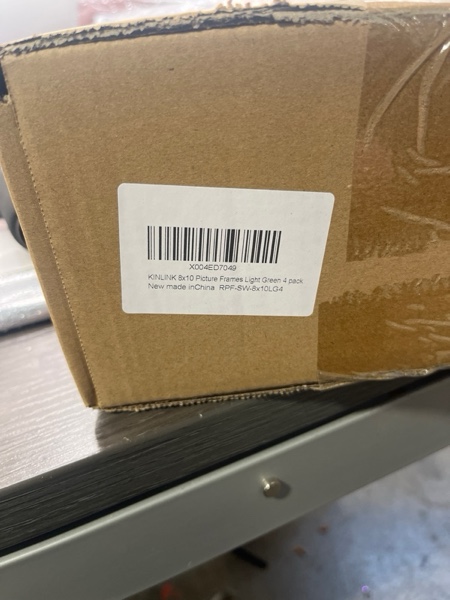 X004ED7049
KINLINK 8x10 Picture Frames Light Green 4 pack
New made inChina RPF-SW-8x10LG4